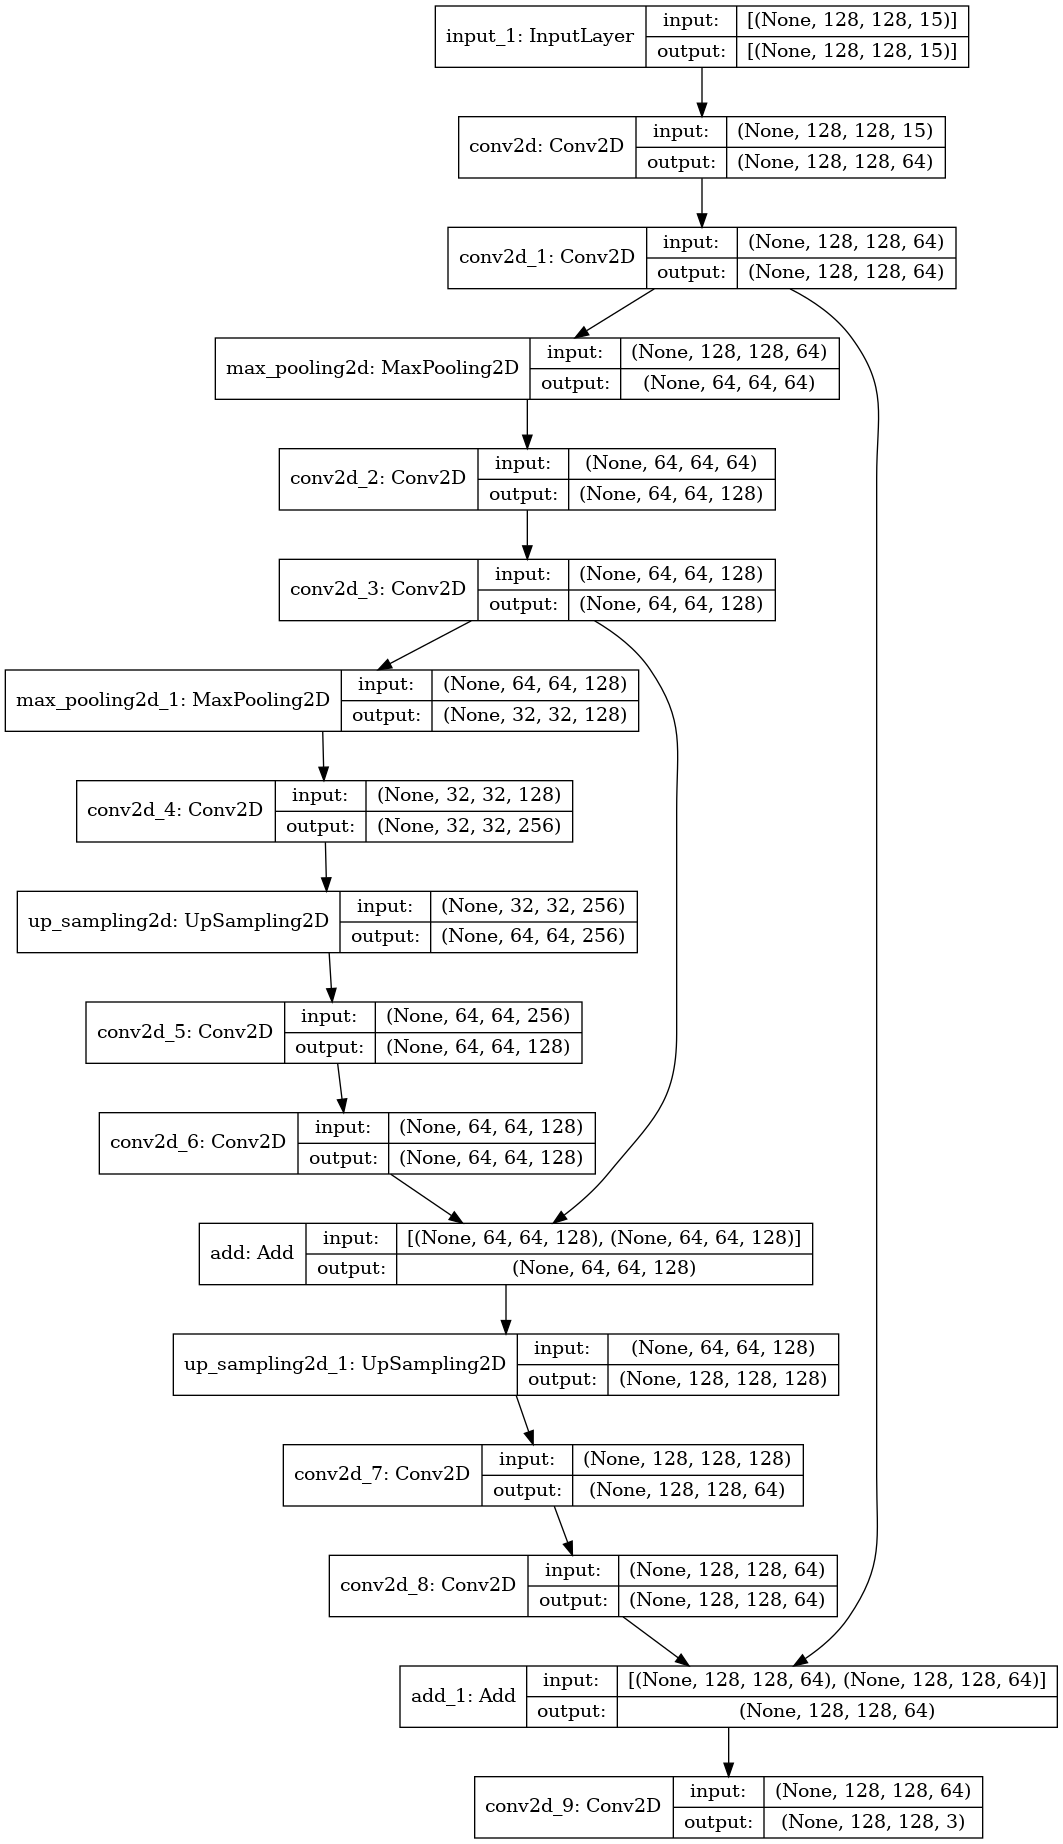 input_1: InputLayer
input: [(None, 128, 128, 15)]
output: [(None, 128, 128, 15)]
conv2d: Conv2D
input: (None, 128, 128, 15)
output: (None, 128, 128, 64)
conv2d_1: Conv2D
input: (None, 128, 128, 64)
output: (None, 128, 128, 64)
max_pooling2d: MaxPooling2D
input: (None, 128, 128, 64)
output: (None, 64, 64, 64)
conv2d_2: Conv2D
input: (None, 64, 64, 64)
output: (None, 64, 64, 128)
conv2d_3: Conv2D
input: (None, 64, 64, 128)
output: (None, 64, 64, 128)
max_pooling2d_1: MaxPooling2D
input: (None, 64, 64, 128)
output: (None, 32, 32, 128)
conv2d_4: Conv2D
input: (None, 32, 32, 128)
output: (None, 32, 32, 256)
up_sampling2d: UpSampling2D
input: (None, 32, 32, 256)
output: (None, 64, 64, 256)
conv2d_5: Conv2D
input: (None, 64, 64, 256)
output: (None, 64, 64, 128)
conv2d_6: Conv2D
input: (None, 64, 64, 128)
output: (None, 64, 64, 128)
add: Add
input: [(None, 64, 64, 128), (None, 64, 64, 128)]
output: (None, 64, 64, 128)
up_sampling2d_1: UpSampling2D
input: (None, 64, 64, 128)
output: (None, 128, 128, 128)
conv2d_7: Conv2D
input: (None, 128, 128, 128)
output: (None, 128, 128, 64)
conv2d_8: Conv2D
input: (None, 128, 128, 64)
output: (None, 128, 128, 64)
add_1: Add
input: [(None, 128, 128, 64), (None, 128, 128, 64)]
output: (None, 128, 128, 64)
conv2d_9: Conv2D
input: (None, 128, 128, 64)
output: (None, 128, 128, 3)